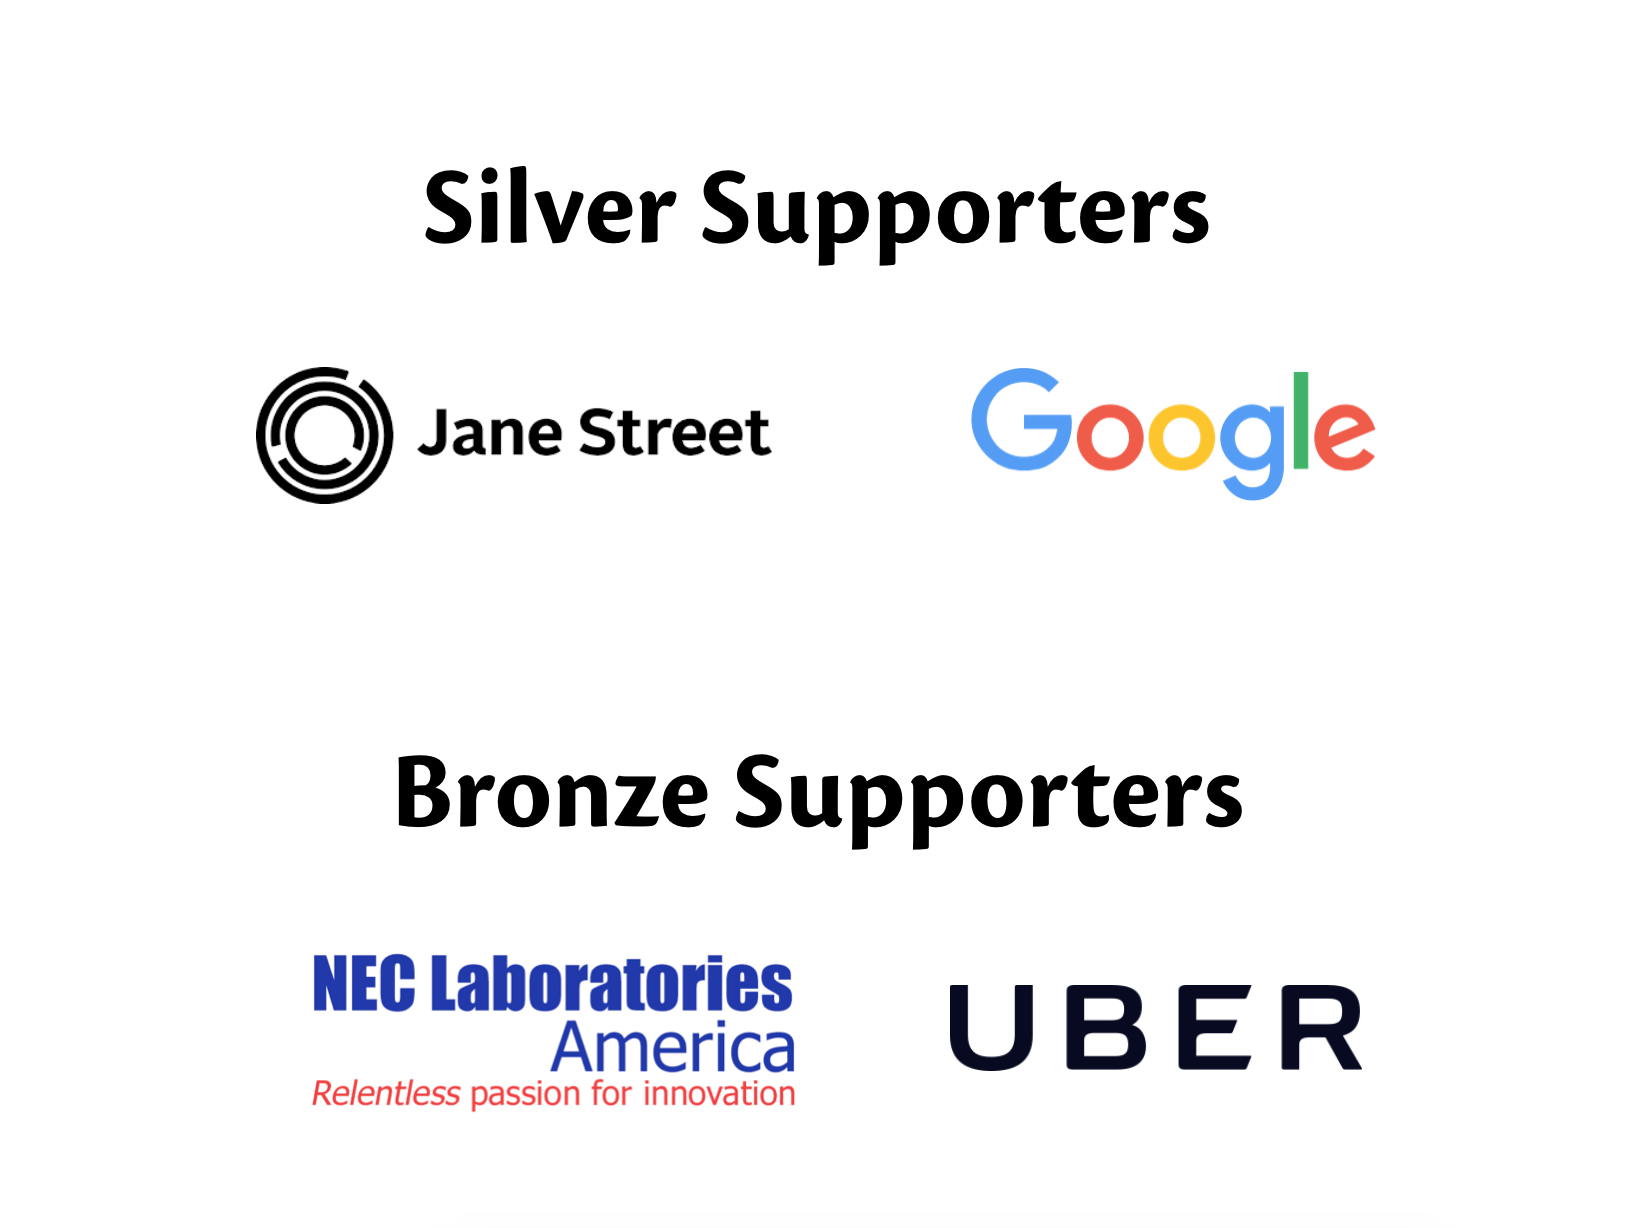 Silver Supporters
Jane Street
Google
Bronze Supporters
NEC Laboratories
America
Relentless passion for innovation
UBER